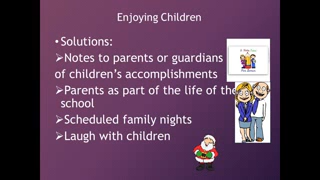 Enjoying Children
•Solutions:
➢Notes to parents or guardians
of children's accomplishments
➢Parents as part of the life of the
school
➢Scheduled family nights
➢Laugh with children